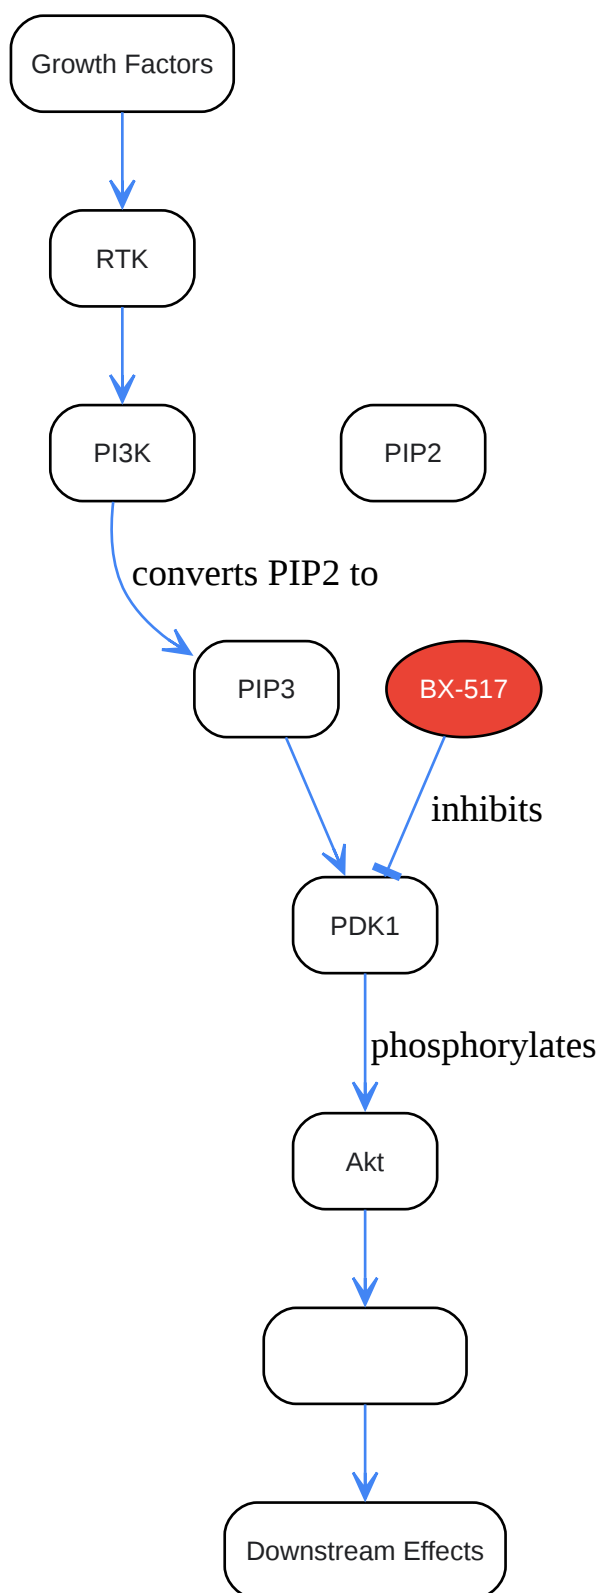 Growth Factors
RTK
PI3K
PIP2
converts PIP2 to
PIP3
BX-517
inhibits
PDK1
phosphorylates
Akt
Downstream Effects